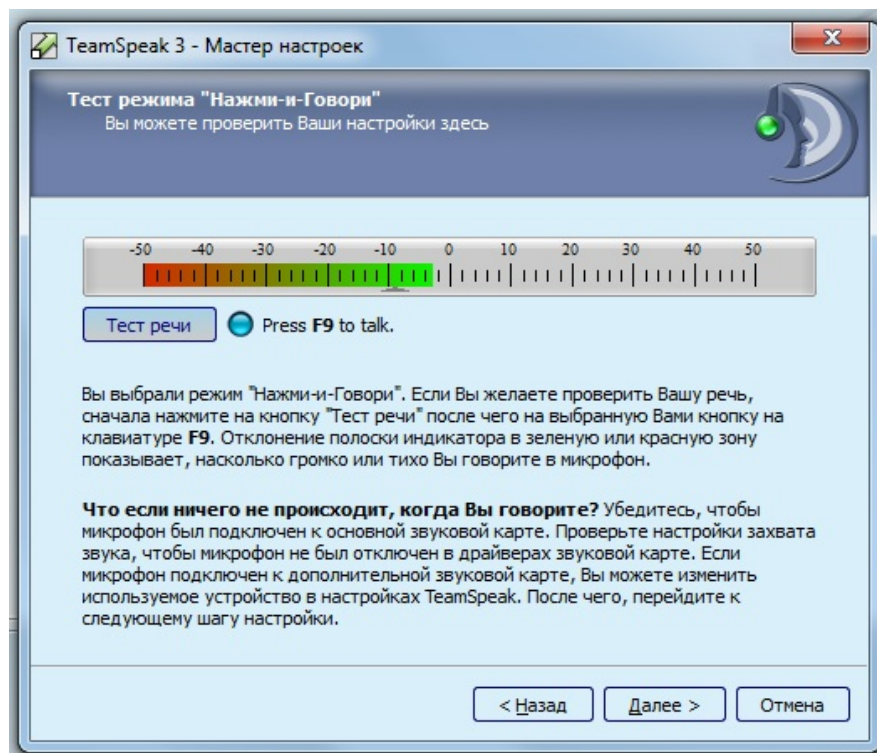 TeamSpeak 3 - Мастер настроек
Тест режима "Нажми-и-Говори"
Вы можете проверить Ваши настройки здесь
-50 -40 -30 -20 -10 0 10 20 30 40 50
Тест речи Press F9 to talk.
Вы выбрали режим "Нажми-и-Говори". Если Вы желаете проверить Вашу речь,
сначала нажмите на кнопку "Тест речи" после чего на выбранную Вами кнопку на
клавиатуре F9. Отклонение полоски индикатора в зеленую или красную зону
показывает, насколько громко или тихо Вы говорите в микрофон.
Что если ничего не происходит, когда Вы говорите? Убедитесь, чтобы
микрофон был подключен к основной звуковой карте. Проверьте настройки захвата
звука, чтобы микрофон не был отключен в драйверах звуковой карте. Если
микрофон подключен к дополнительной звуковой карте, Вы можете изменить
используемое устройство в настройках TeamSpeak. После чего, перейдите к
следующему шагу настройки.
< Назад Далее > Отмена